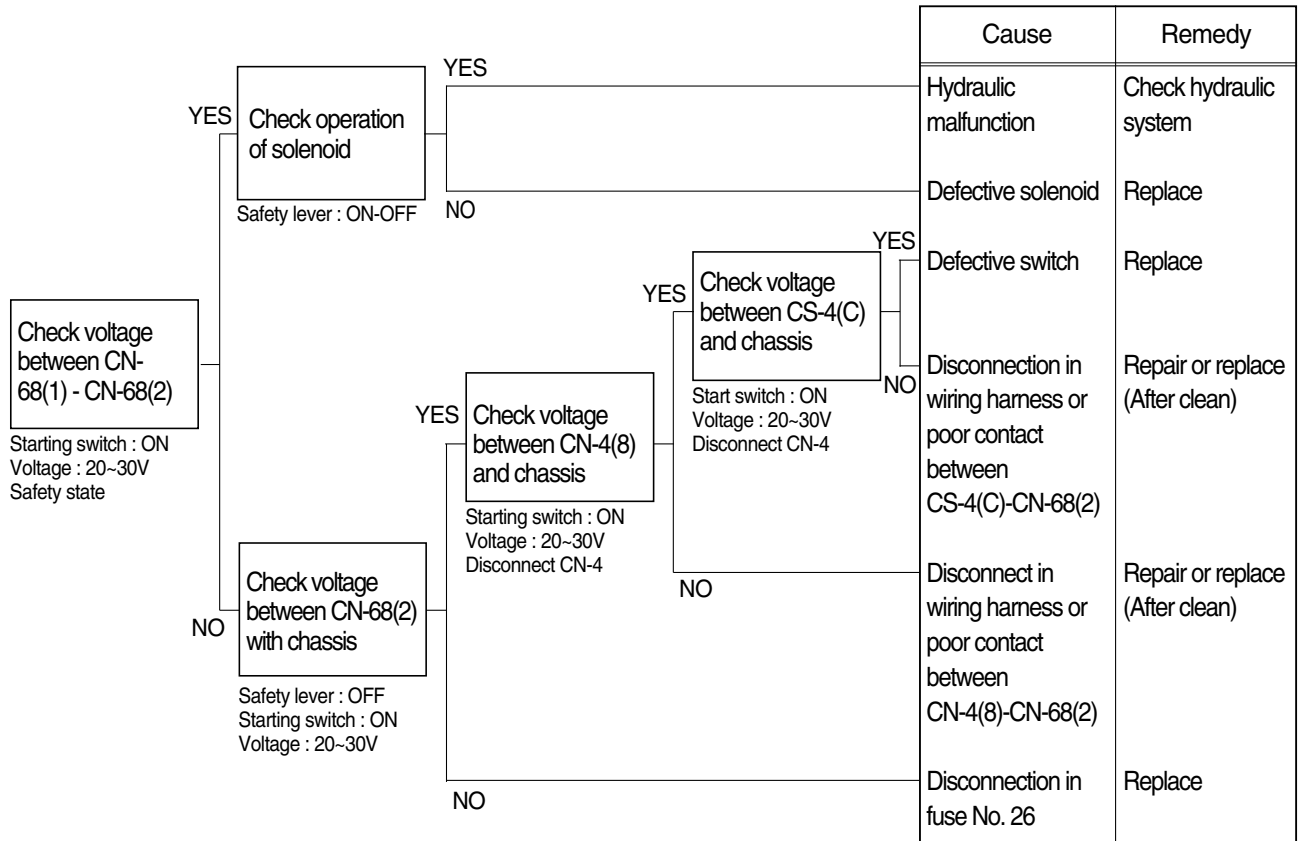 Cause
Remedy
YES
Hydraulic
malfunction
Check hydraulic
system
YES
Check operation
of solenoid
Safety lever : ON-OFF
NO
Defective solenoid
Replace
YES
Defective switch
Replace
YES
Check voltage
between CS-4(C)
and chassis
Start switch : ON
Voltage : 20~30V
Disconnect CN-4
NO
Disconnection in
wiring harness or
poor contact
between
CS-4(C)-CN-68(2)
Repair or replace
(After clean)
Check voltage
between CN-
68(1) - CN-68(2)
Starting switch : ON
Voltage : 20~30V
Safety state
YES
Check voltage
between CN-4(8)
and chassis
Starting switch : ON
Voltage : 20~30V
Disconnect CN-4
NO
Disconnect in
wiring harness or
poor contact
between
CN-4(8)-CN-68(2)
Repair or replace
(After clean)
NO
Check voltage
between CN-68(2)
with chassis
Safety lever : OFF
Starting switch : ON
Voltage : 20~30V
NO
Disconnection in
fuse No. 26
Replace